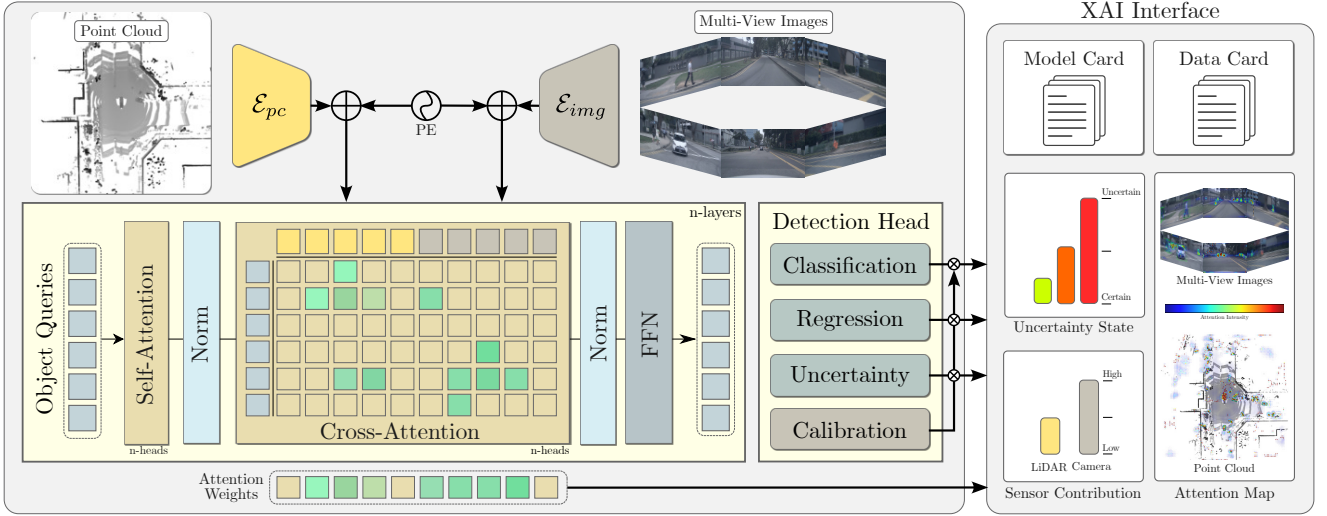 XAI Interface
Point Cloud
Multi-View Images
ℰpc
PE
ℰimg
Model Card
Data Card
n-layers
Object Queries
Self-Attention
n-heads
Norm
Cross-Attention
n-heads
Norm
FFN
Detection Head
Classification
Regression
Uncertainty
Calibration
Uncertain
Certain
Uncertainty State
Multi-View Images
Attention Intensity
High
Low
LiDAR Camera
Sensor Contribution
Point Cloud
Attention Map
Attention
Weights